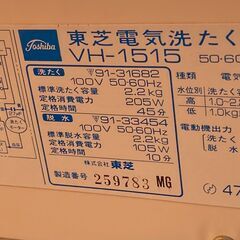 Toshiba
東芝電気洗たく
VH-1515
50-60
洗たく
〒91-31682
100V 50-60Hz
標準洗たく容量 2.2kg
定格消費電力 205W
定格時間 45分
脱水
〒91-33454
100V 50-60Hz
標準脱水容量 2.2kg
定格消費電力 105W
定格時間 10分
株式会社 東芝
製造番号 259783 MG
種類 電気
水位別
標準
高
低
1.0kg
電動機出力
47